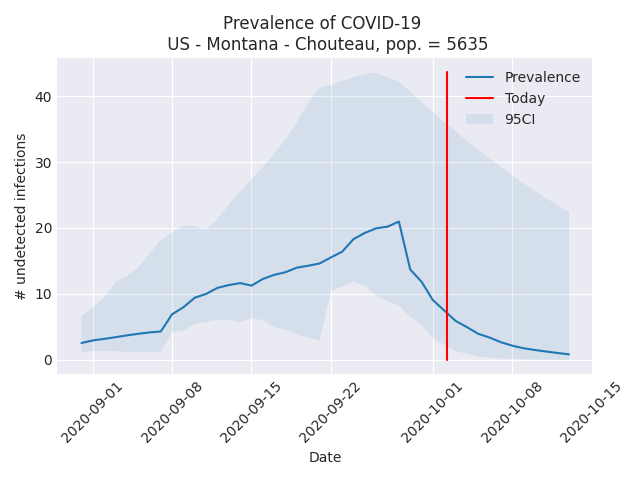 Prevalence of COVID-19
US - Montana - Chouteau, pop. = 5635
Prevalence
Today
95CI
# undetected infections
40
30
20
10
0
2020-09-01
2020-09-08
2020-09-15
2020-09-22
2020-10-01
2020-10-08
2020-10-15
Date